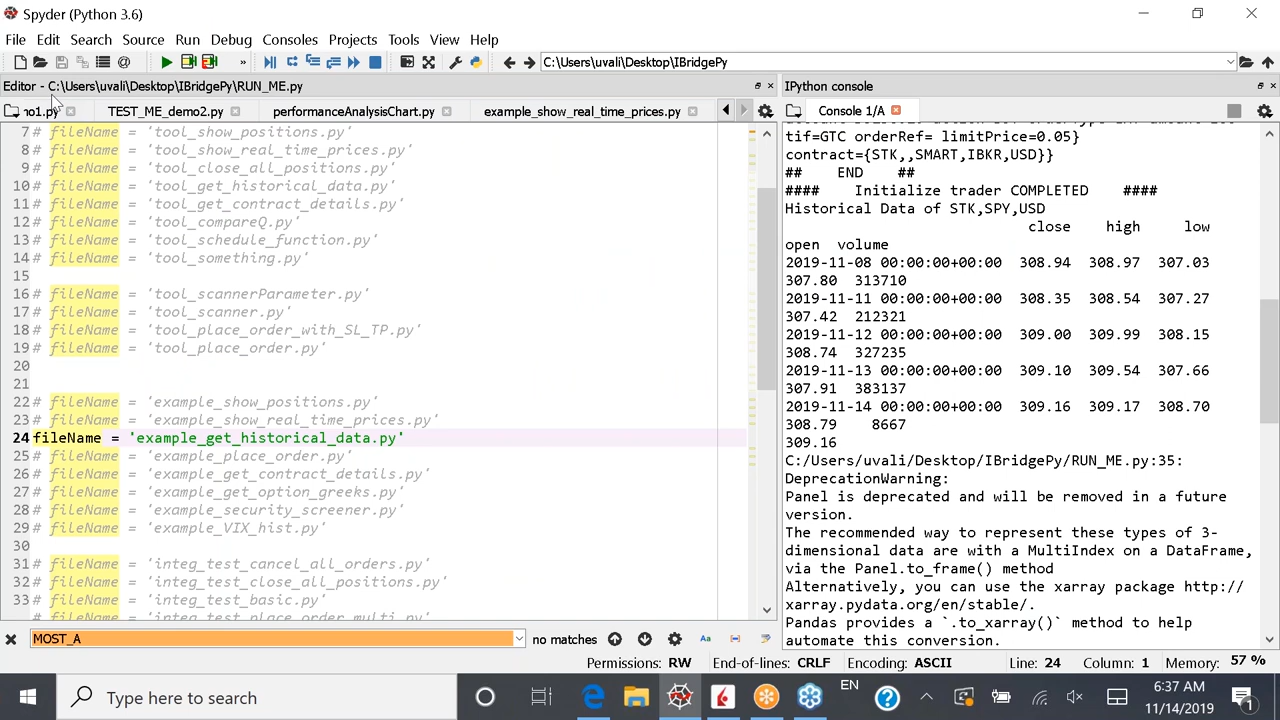 Spyder (Python 3.6)
File Edit Search Source Run Debug Consoles Projects Tools View Help
C:\Users\uvali\Desktop\IBridgePy
Editor - C:\Users\uvali\Desktop\IBridgePy\RUN_ME.py
TEST_ME_demo2.py performanceAnalysisChart.py example_show_real_time_prices.py
7 # fileName = 'tool_show_positions.py'
8 # fileName = 'tool_show_real_time_prices.py'
9 # fileName = 'tool_close_all_positions.py'
10 # fileName = 'tool_get_historical_data.py'
11 # fileName = 'tool_get_contract_details.py'
12 # fileName = 'tool_compareQ.py'
13 # fileName = 'tool_schedule_function.py'
14 # fileName = 'tool_something.py'
15
16 # fileName = 'tool_scannerParameter.py'
17 # fileName = 'tool_scanner.py'
18 # fileName = 'tool_place_order_with_SL_TP.py'
19 # fileName = 'tool_place_order.py'
20
21
22 # fileName = 'example_show_positions.py'
23 # fileName = 'example_show_real_time_prices.py'
24 fileName = 'example_get_historical_data.py'
25 # fileName = 'example_place_order.py'
26 # fileName = 'example_get_contract_details.py'
27 # fileName = 'example_get_option_greeks.py'
28 # fileName = 'example_security_screener.py'
29 # fileName = 'example_VIX_hist.py'
30
31 # fileName = 'integ_test_cancel_all_orders.py'
32 # fileName = 'integ_test_close_all_positions.py'
33 # fileName = 'integ_test_basic.py'
# fileName = 'integ_test_place_order_multi.py'
MOST_A no matches Aa
IPython console
Console 1/A
tif=GTC orderRef= limitPrice=0.05}
contract={STK,,SMART,IBKR,USD}}
## END ##
#### Initialize trader COMPLETED ####
Historical Data of STK,SPY,USD
close high low
open volume
2019-11-08 00:00:00+00:00 308.94 308.97 307.03
307.80 313710
2019-11-11 00:00:00+00:00 308.35 308.54 307.27
307.42 212321
2019-11-12 00:00:00+00:00 309.00 309.99 308.15
308.74 327235
2019-11-13 00:00:00+00:00 309.10 309.54 307.66
307.91 383137
2019-11-14 00:00:00+00:00 309.16 309.17 308.70
308.79 8667
309.16
C:/Users/uvali/Desktop/IBridgePy/RUN_ME.py:35:
DeprecationWarning:
Panel is deprecated and will be removed in a future
version.
The recommended way to represent these types of 3-
dimensional data are with a MultiIndex on a DataFrame,
via the Panel.to_frame() method
Alternatively, you can use the xarray package http://
xarray.pydata.org/en/stable/.
Pandas provides a `.to_xarray()` method to help
automate this conversion.
Permissions: RW End-of-lines: CRLF Encoding: ASCII Line: 24 Column: 1 Memory: 57 %
Type here to search
EN
6:37 AM
11/14/2019
1